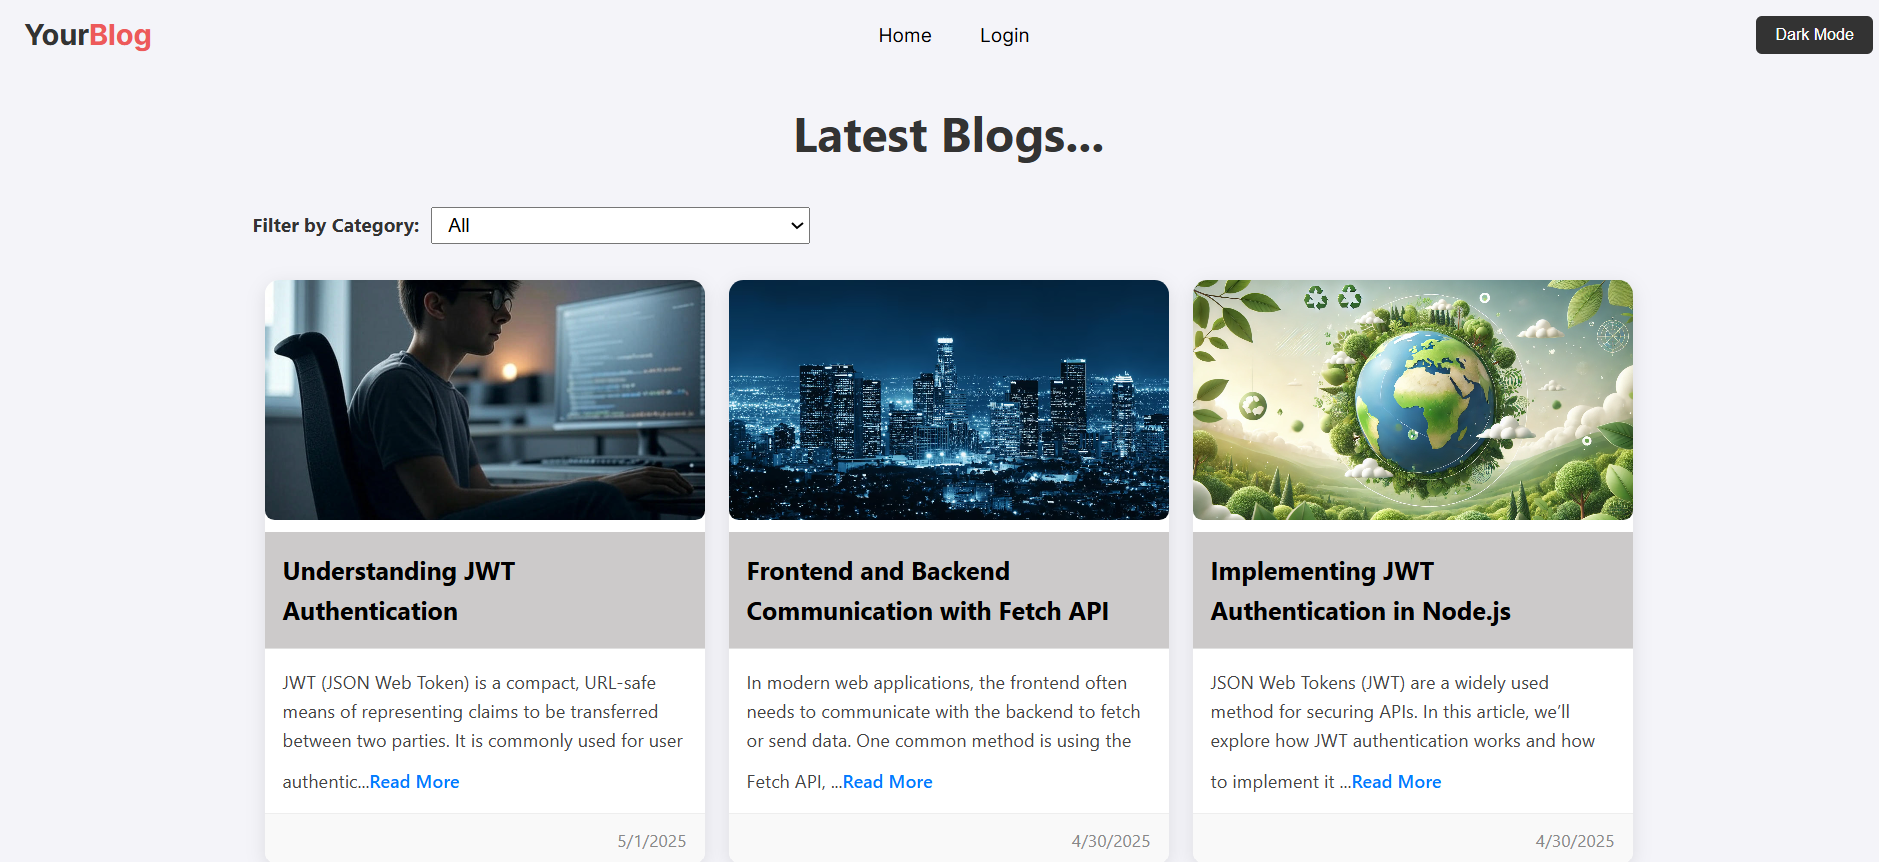 YourBlog
Home
Login
Dark Mode
Latest Blogs...
Filter by Category:
All
Understanding JWT
Authentication
JWT (JSON Web Token) is a compact, URL-safe
means of representing claims to be transferred
between two parties. It is commonly used for user
authentic...Read More
5/1/2025
Frontend and Backend
Communication with Fetch API
In modern web applications, the frontend often
needs to communicate with the backend to fetch
or send data. One common method is using the
Fetch API, ...Read More
4/30/2025
Implementing JWT
Authentication in Node.js
JSON Web Tokens (JWT) are a widely used
method for securing APIs. In this article, we’ll
explore how JWT authentication works and how
to implement it ...Read More
4/30/2025